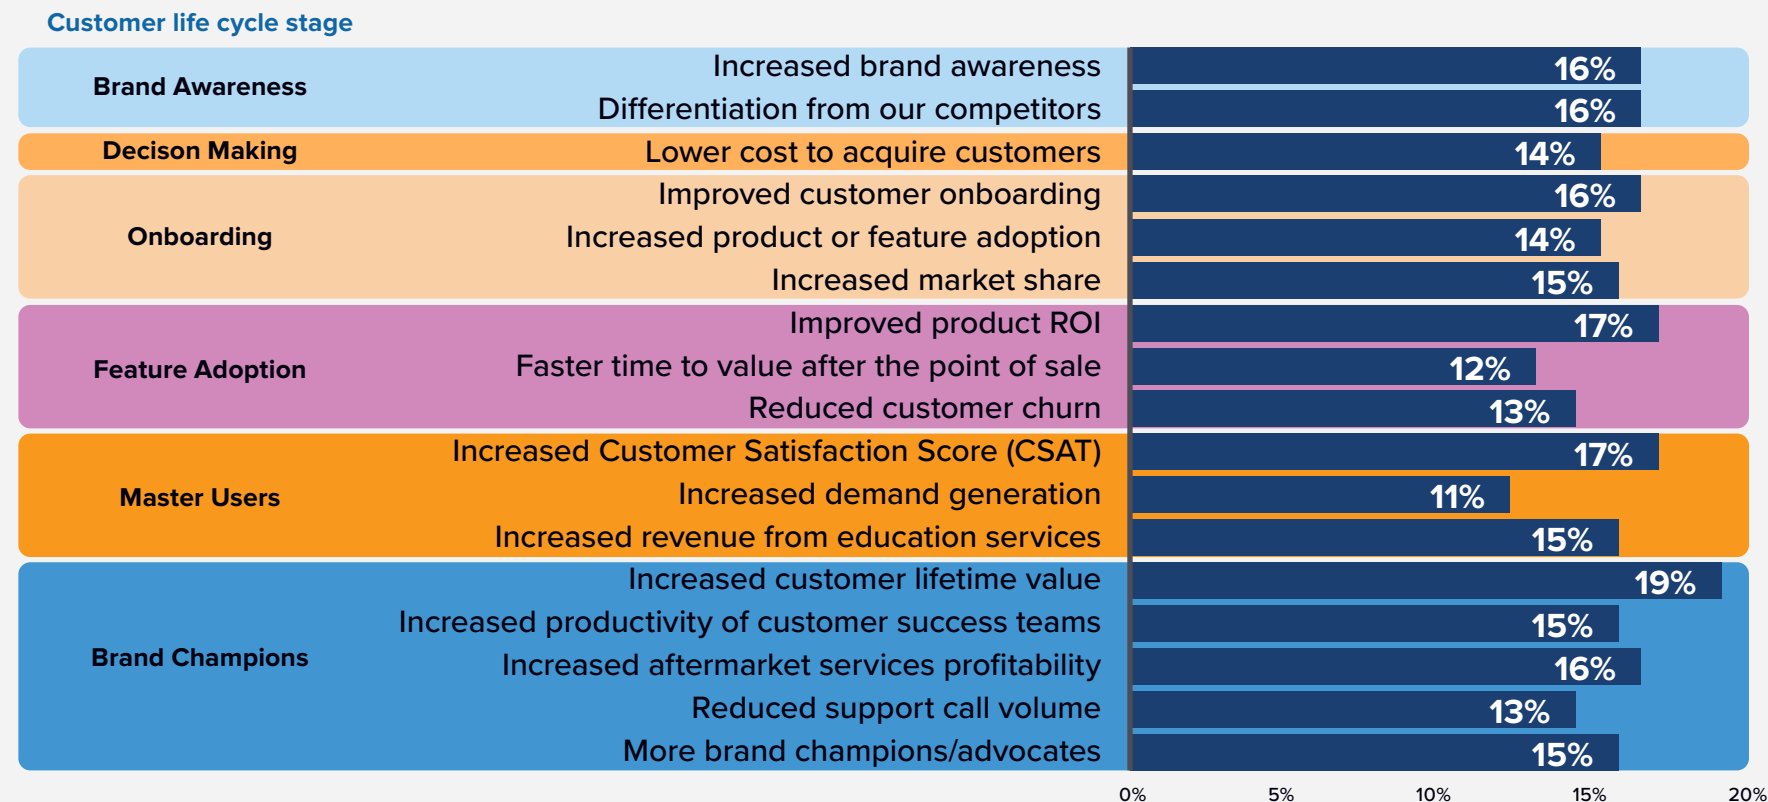 Customer life cycle stage
Brand Awareness
Increased brand awareness 16%
Differentiation from our competitors 16%
Decison Making
Lower cost to acquire customers 14%
Onboarding
Improved customer onboarding 16%
Increased product or feature adoption 14%
Increased market share 15%
Feature Adoption
Improved product ROI 17%
Faster time to value after the point of sale 12%
Reduced customer churn 13%
Master Users
Increased Customer Satisfaction Score (CSAT) 17%
Increased demand generation 11%
Increased revenue from education services 15%
Brand Champions
Increased customer lifetime value 19%
Increased productivity of customer success teams 15%
Increased aftermarket services profitability 16%
Reduced support call volume 13%
More brand champions/advocates 15%
0% 5% 10% 15% 20%